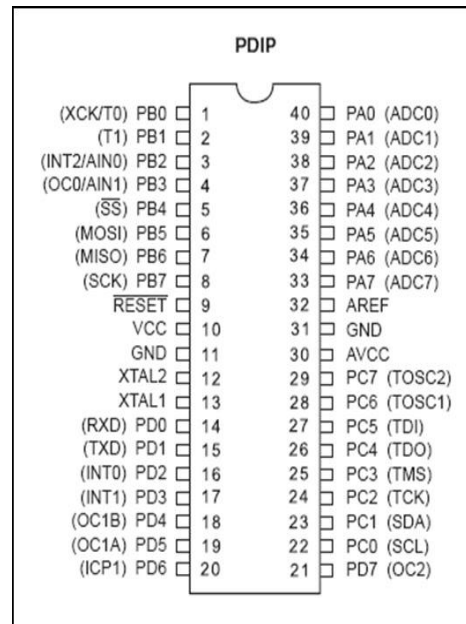 PDIP
(XCK/T0) PB0 1 40 PA0 (ADC0)
(T1) PB1 2 39 PA1 (ADC1)
(INT2/AIN0) PB2 3 38 PA2 (ADC2)
(OC0/AIN1) PB3 4 37 PA3 (ADC3)
(S̅S̅) PB4 5 36 PA4 (ADC4)
(MOSI) PB5 6 35 PA5 (ADC5)
(MISO) PB6 7 34 PA6 (ADC6)
(SCK) PB7 8 33 PA7 (ADC7)
R̅E̅S̅E̅T̅ 9 32 AREF
VCC 10 31 GND
GND 11 30 AVCC
XTAL2 12 29 PC7 (TOSC2)
XTAL1 13 28 PC6 (TOSC1)
(RXD) PD0 14 27 PC5 (TDI)
(TXD) PD1 15 26 PC4 (TDO)
(INT0) PD2 16 25 PC3 (TMS)
(INT1) PD3 17 24 PC2 (TCK)
(OC1B) PD4 18 23 PC1 (SDA)
(OC1A) PD5 19 22 PC0 (SCL)
(ICP1) PD6 20 21 PD7 (OC2)